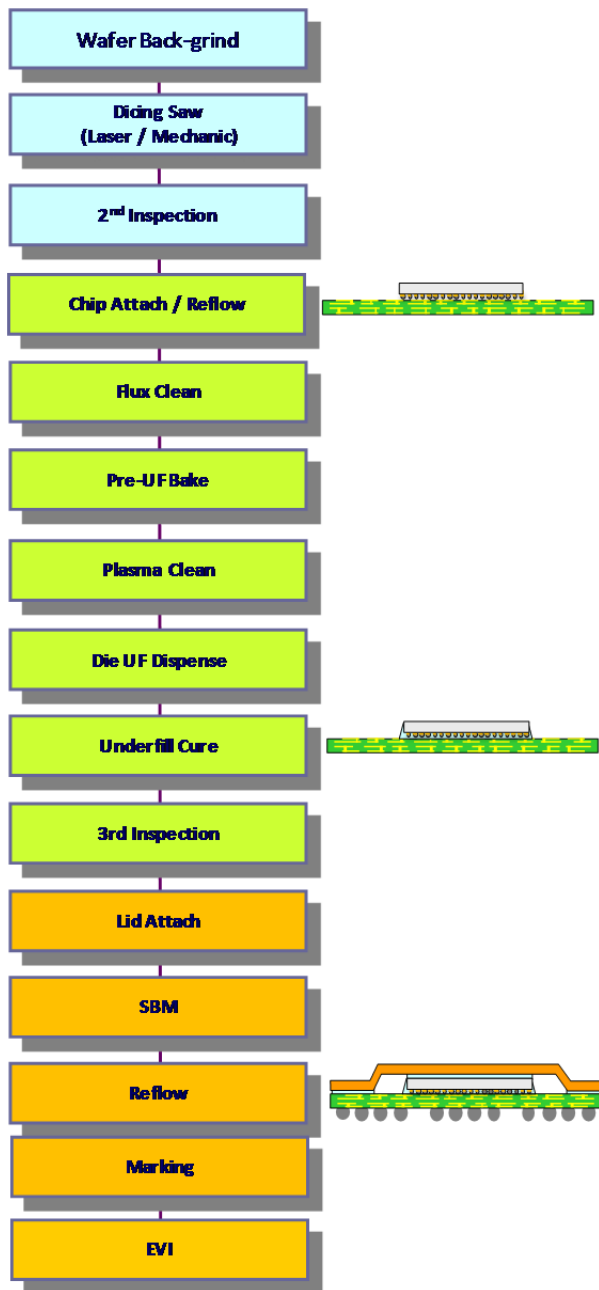 Wafer Back-grind
Dicing Saw
(Laser / Mechanic)
2nd Inspection
Chip Attach / Reflow
Flux Clean
Pre-UF Bake
Plasma Clean
Die UF Dispense
Underfill Cure
3rd Inspection
Lid Attach
SBM
Reflow
Marking
EVI